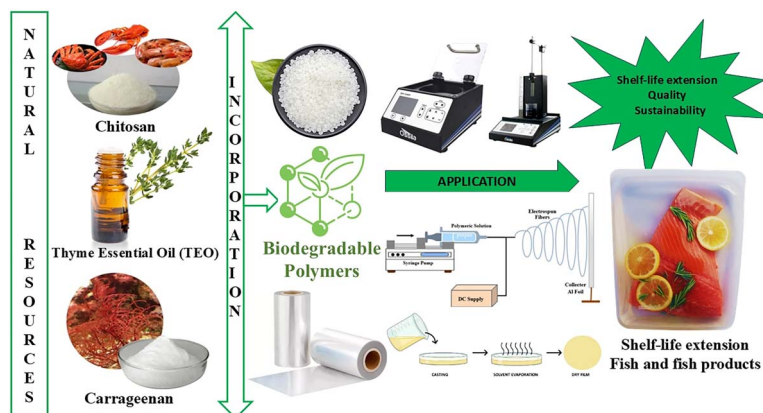 NATURAL
RESOURCES
Chitosan
Thyme Essential Oil (TEO)
Carrageenan
INCORPORATION
Biodegradable
Polymers
Ossila
APPLICATION
Polymeric Solution
Syringe Pump
Electrospun
Fibers
DC Supply
Collector
Al Foil
CASTING
SOLVENT EVAPORATION
DRY FILM
Shelf-life extension
Quality
Sustainability
Shelf-life extension
Fish and fish products